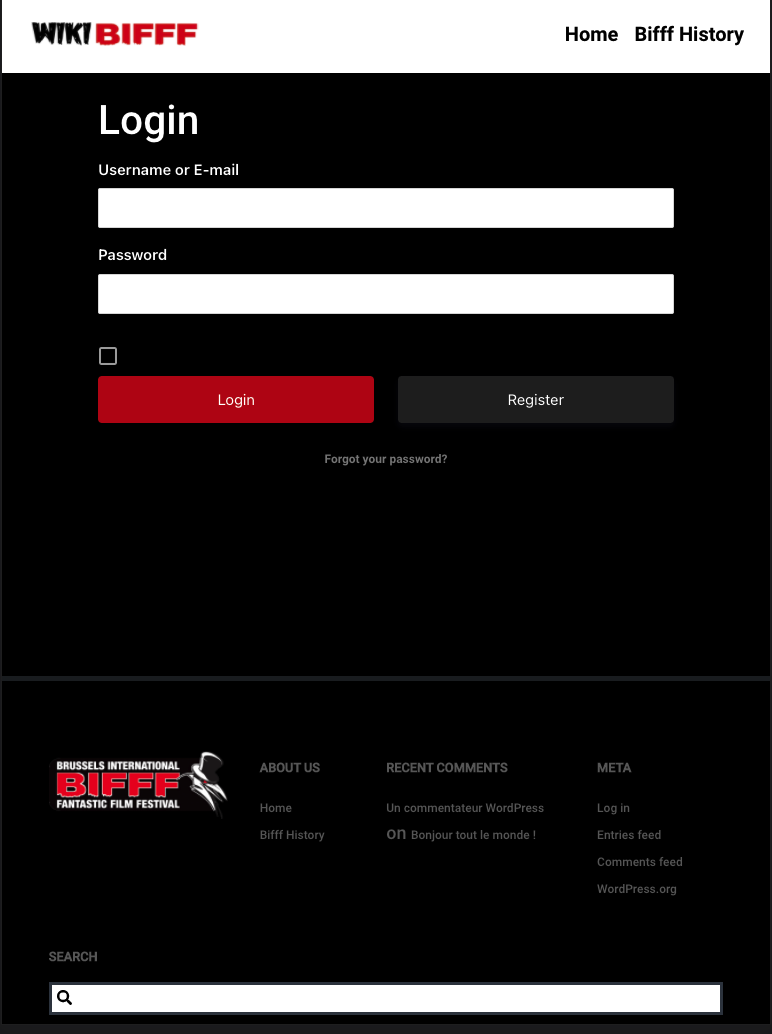 WIKI BIFFF
Home Bifff History
Login
Username or E-mail
Password
Login Register
Forgot your password?
BRUSSELS INTERNATIONAL
BIFFF
FANTASTIC FILM FESTIVAL
ABOUT US
Home
Bifff History
RECENT COMMENTS
Un commentateur WordPress
on Bonjour tout le monde !
META
Log in
Entries feed
Comments feed
WordPress.org
SEARCH